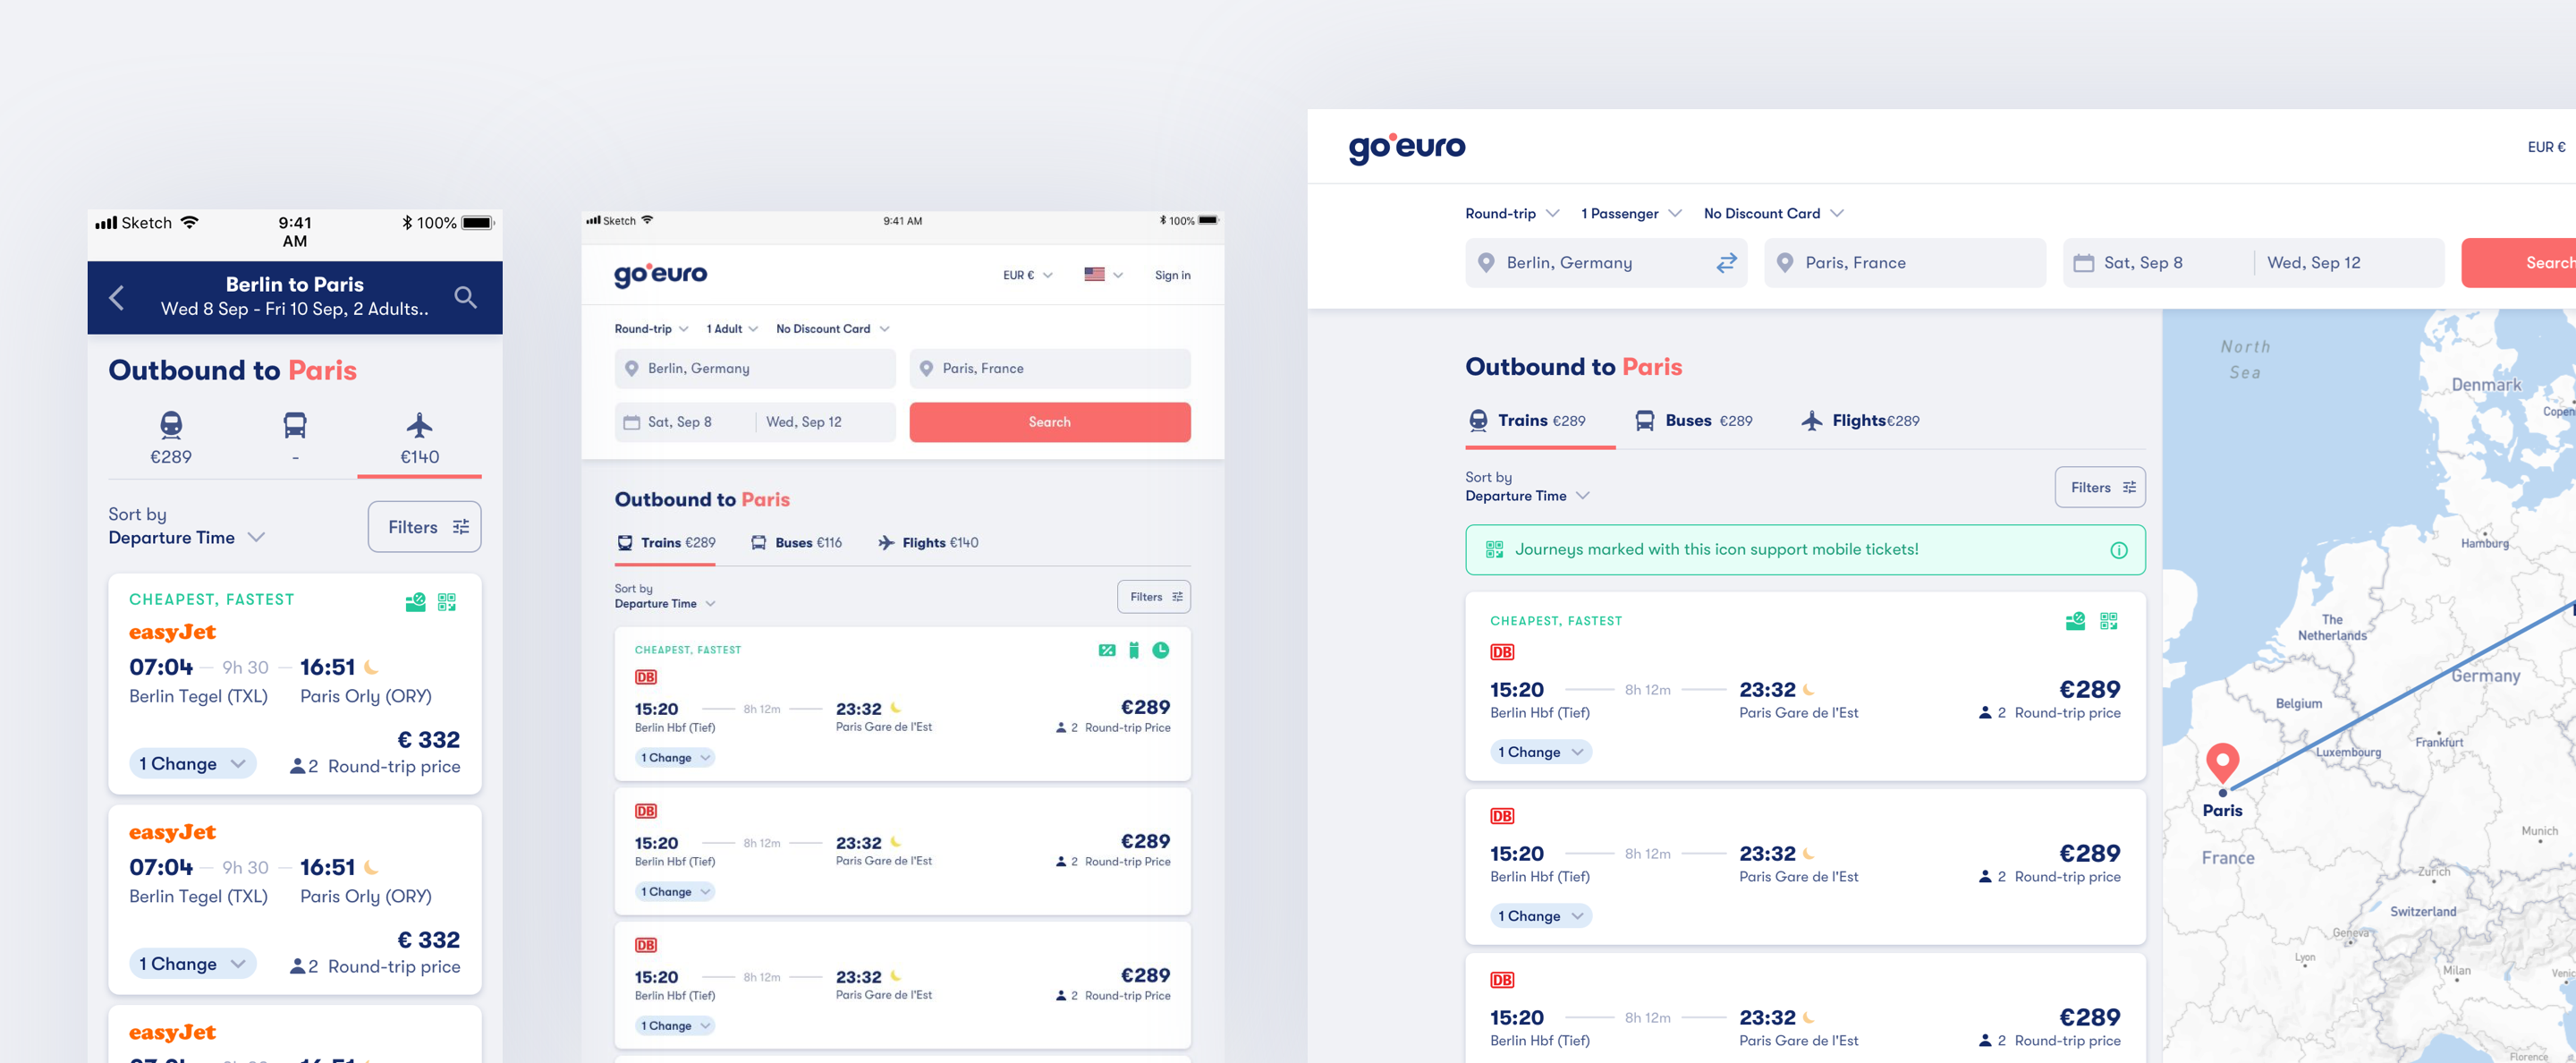 Sketch
9:41 AM
100%
Berlin to Paris
Wed 8 Sep - Fri 10 Sep, 2 Adults..
Outbound to Paris
€289
-
€140
Sort by
Departure Time
Filters
CHEAPEST, FASTEST
easyJet
07:04 9h 30 16:51
Berlin Tegel (TXL) Paris Orly (ORY)
€ 332
1 Change 2 Round-trip price
easyJet
07:04 9h 30 16:51
Berlin Tegel (TXL) Paris Orly (ORY)
€ 332
1 Change 2 Round-trip price
easyJet
Sketch
9:41 AM
100%
goeuro
EUR €
Sign in
Round-trip 1 Adult No Discount Card
Berlin, Germany Paris, France
Sat, Sep 8 Wed, Sep 12 Search
Outbound to Paris
Trains €289 Buses €116 Flights €140
Sort by
Departure Time
Filters
CHEAPEST, FASTEST
DB
15:20 8h 12m 23:32 €289
Berlin Hbf (Tief) Paris Gare de l'Est 2 Round-trip Price
1 Change
DB
15:20 8h 12m 23:32 €289
Berlin Hbf (Tief) Paris Gare de l'Est 2 Round-trip Price
1 Change
DB
15:20 8h 12m 23:32 €289
Berlin Hbf (Tief) Paris Gare de l'Est 2 Round-trip Price
1 Change
goeuro
EUR €
Round-trip 1 Passenger No Discount Card
Berlin, Germany Paris, France Sat, Sep 8 Wed, Sep 12 Search
Outbound to Paris
Trains €289 Buses €289 Flights€289
Sort by
Departure Time
Filters
Journeys marked with this icon support mobile tickets!
CHEAPEST, FASTEST
DB
15:20 8h 12m 23:32 €289
Berlin Hbf (Tief) Paris Gare de l'Est 2 Round-trip price
1 Change
DB
15:20 8h 12m 23:32 €289
Berlin Hbf (Tief) Paris Gare de l'Est 2 Round-trip price
1 Change
DB
15:20 8h 12m 23:32 €289
Berlin Hbf (Tief) Paris Gare de l'Est 2 Round-trip price
North
Sea
Denmark
Copen
Hamburg
The
Netherlands
Germany
Belgium
Luxembourg
Frankfurt
Paris
France
Munich
Zurich
Switzerland
Geneva
Lyon
Milan
Venic
Florence